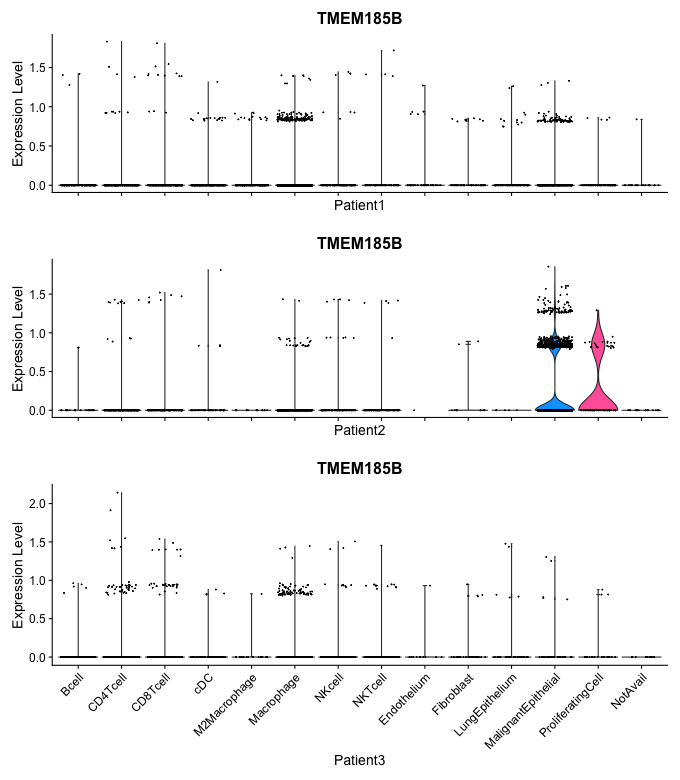 TMEM185B
Expression Level
1.5
1.0
0.5
0.0
Patient1
TMEM185B
Expression Level
1.5
1.0
0.5
0.0
Patient2
TMEM185B
Expression Level
2.0
1.5
1.0
0.5
0.0
Bcell
CD4Tcell
CD8Tcell
cDC
M2Macrophage
Macrophage
NKcell
NKTcell
Endothelium
Fibroblast
LungEpithelium
MalignantEpithelial
ProliferatingCell
NotAvail
Patient3